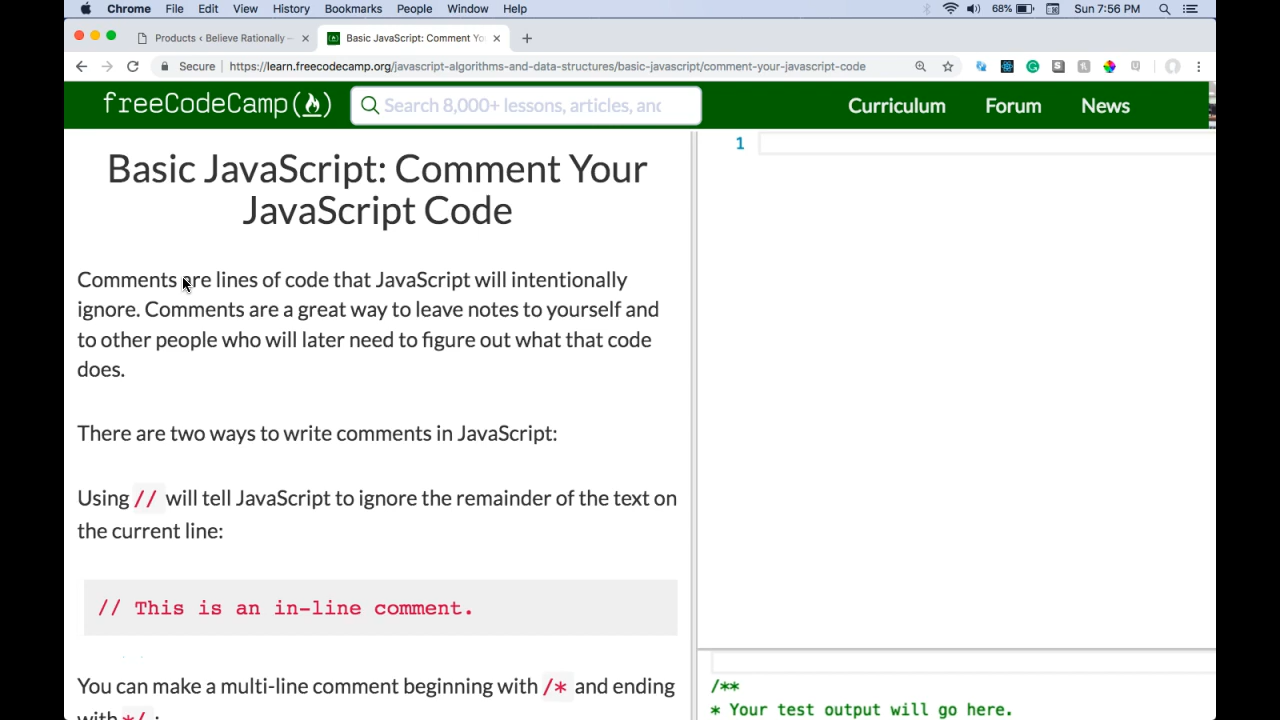 Chrome File Edit View History Bookmarks People Window Help 68% Sun 7:56 PM
Products ‹ Believe Rationally — Basic JavaScript: Comment Yo
Secure https://learn.freecodecamp.org/javascript-algorithms-and-data-structures/basic-javascript/comment-your-javascript-code
freeCodeCamp Search 8,000+ lessons, articles, and Curriculum Forum News
Basic JavaScript: Comment Your
JavaScript Code
Comments are lines of code that JavaScript will intentionally
ignore. Comments are a great way to leave notes to yourself and
to other people who will later need to figure out what that code
does.
There are two ways to write comments in JavaScript:
Using // will tell JavaScript to ignore the remainder of the text on
the current line:
// This is an in-line comment.
You can make a multi-line comment beginning with /* and ending
with */ :
1
/**
* Your test output will go here.